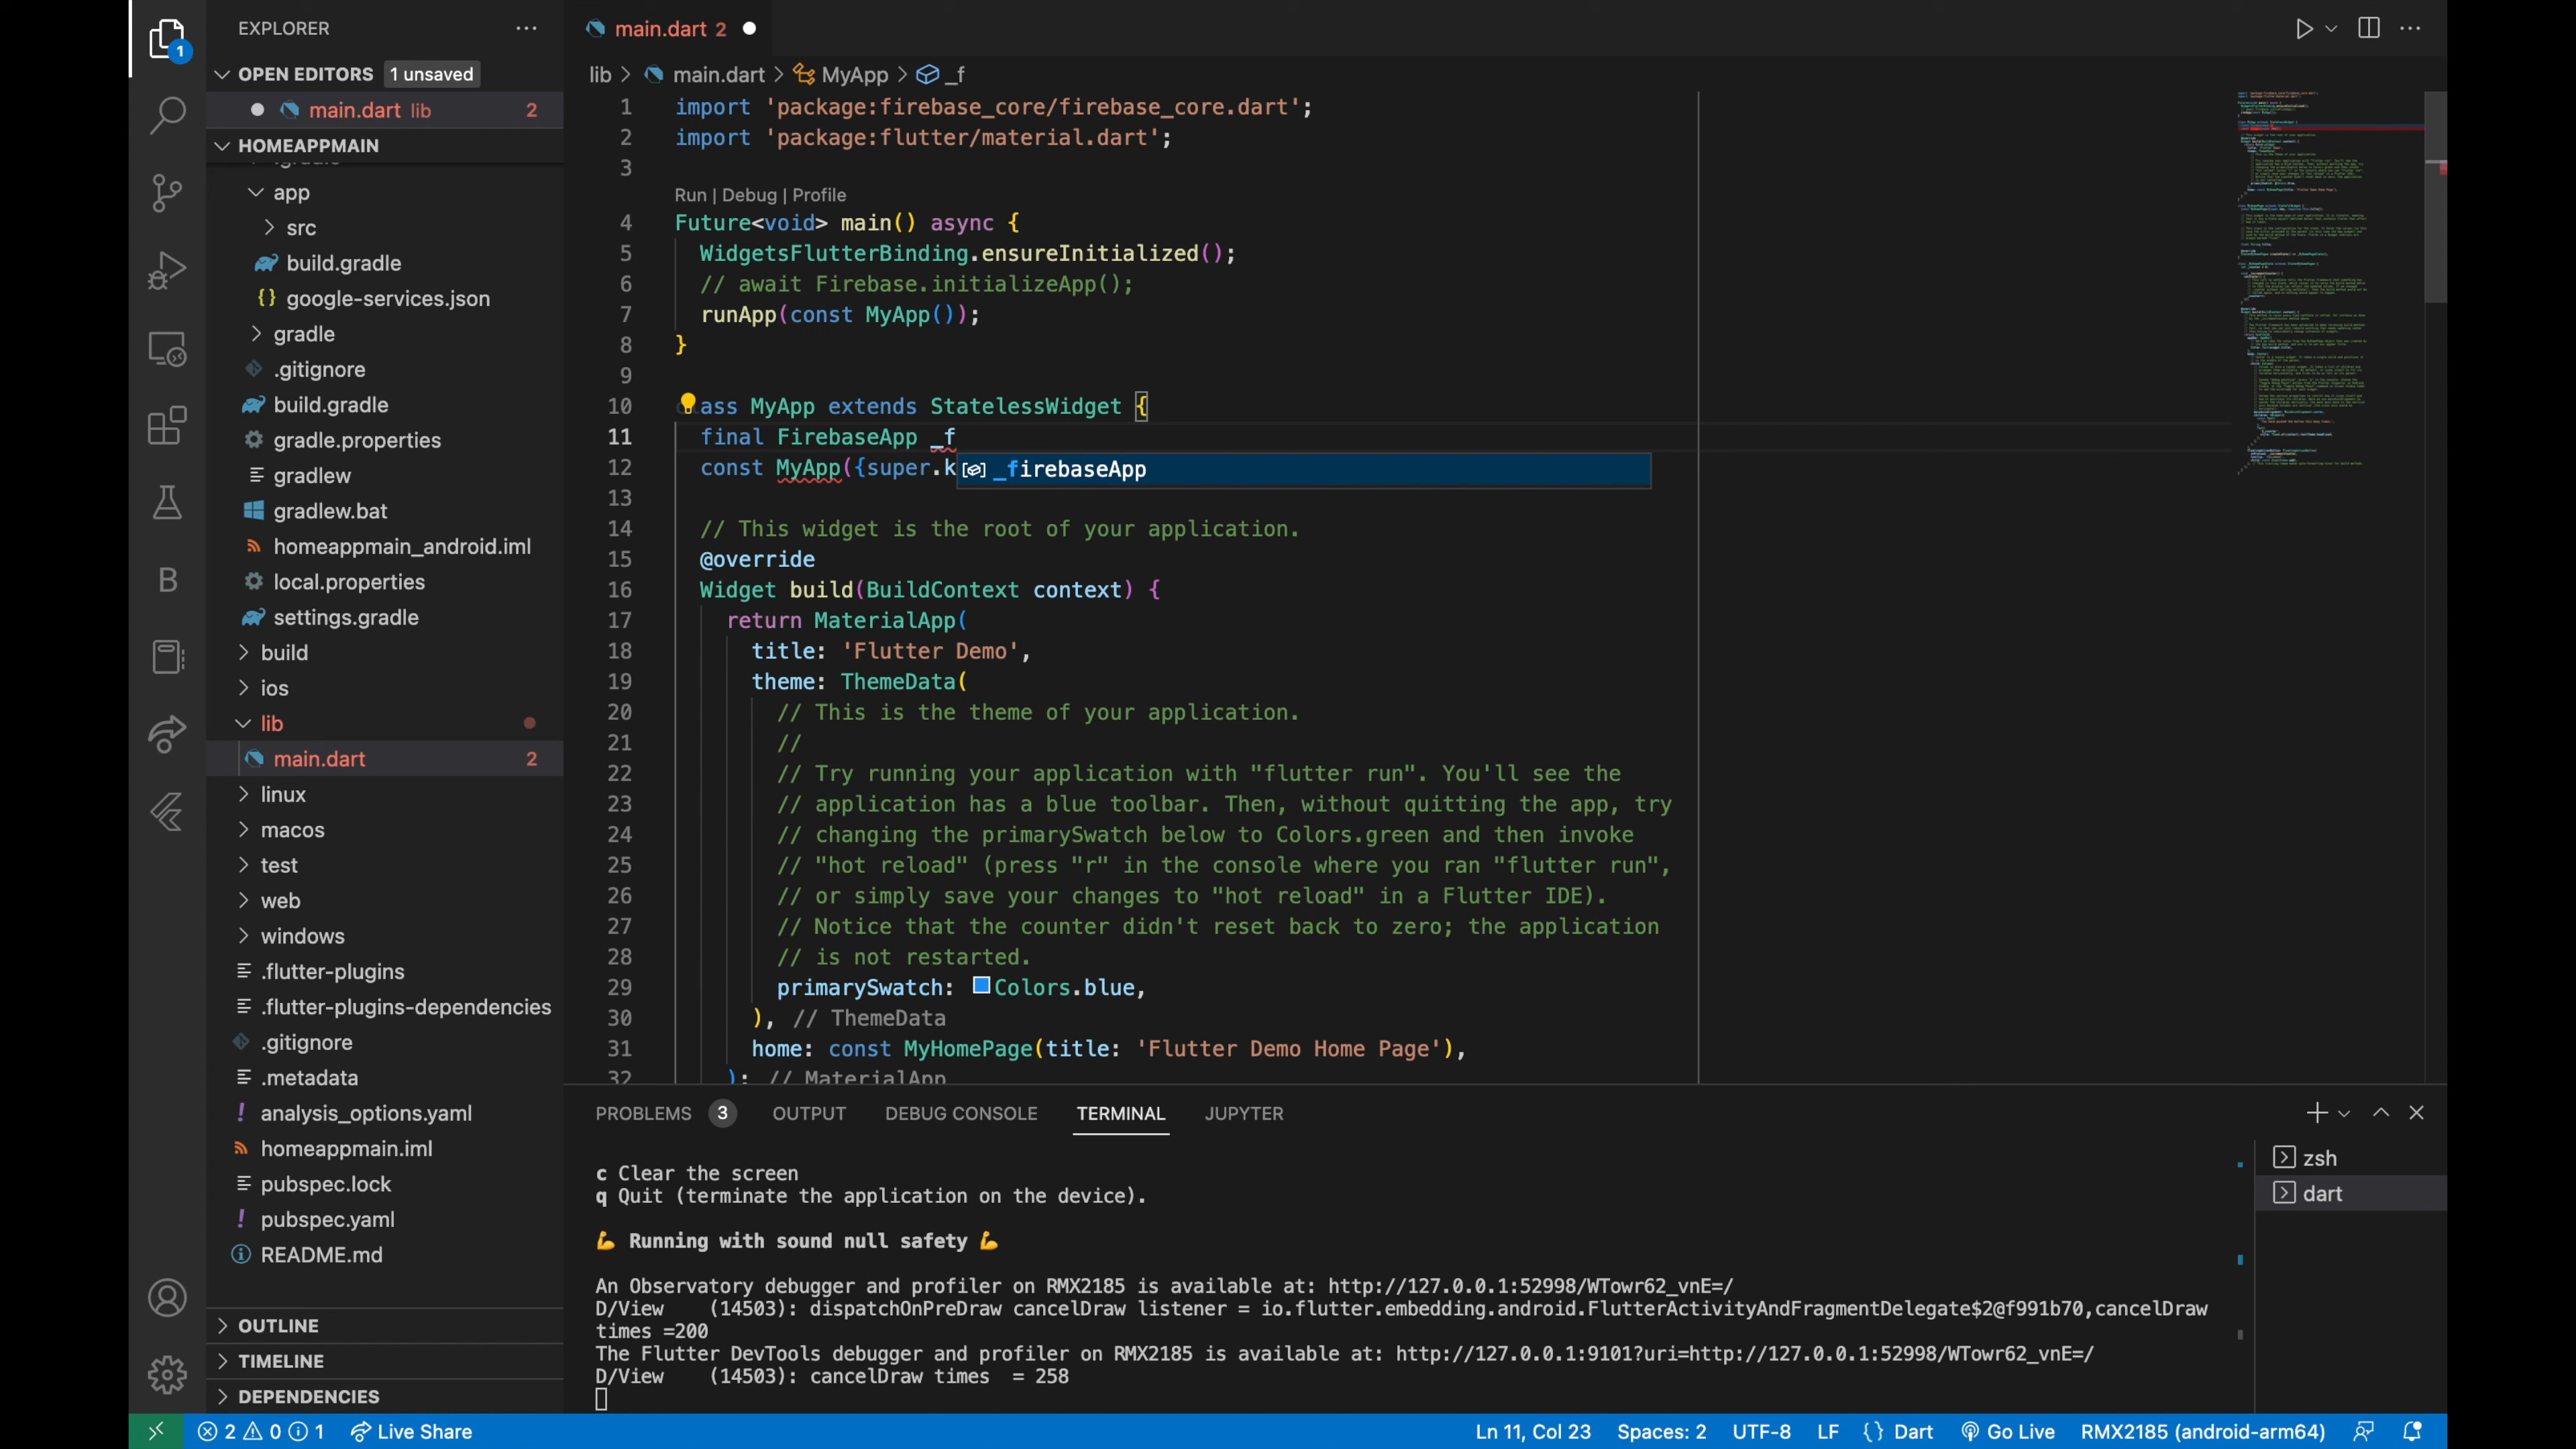 EXPLORER
OPEN EDITORS 1 unsaved
main.dart lib 2
HOMEAPPMAIN
app
src
build.gradle
google-services.json
gradle
.gitignore
build.gradle
gradle.properties
gradlew
gradlew.bat
homeappmain_android.iml
local.properties
settings.gradle
build
ios
lib
main.dart 2
linux
macos
test
web
windows
.flutter-plugins
.flutter-plugins-dependencies
.gitignore
.metadata
analysis_options.yaml
homeappmain.iml
pubspec.lock
pubspec.yaml
README.md
OUTLINE
TIMELINE
DEPENDENCIES
1
B
main.dart 2
lib > main.dart > MyApp > _f
1 import 'package:firebase_core/firebase_core.dart';
2 import 'package:flutter/material.dart';
3
Run | Debug | Profile
4 Future<void> main() async {
5 WidgetsFlutterBinding.ensureInitialized();
6 // await Firebase.initializeApp();
7 runApp(const MyApp());
8 }
9
10 ass MyApp extends StatelessWidget {
11 final FirebaseApp _f
12 const MyApp({super.k
_firebaseApp
13
14 // This widget is the root of your application.
15 @override
16 Widget build(BuildContext context) {
17 return MaterialApp(
18 title: 'Flutter Demo',
19 theme: ThemeData(
20 // This is the theme of your application.
21 //
22 // Try running your application with "flutter run". You'll see the
23 // application has a blue toolbar. Then, without quitting the app, try
24 // changing the primarySwatch below to Colors.green and then invoke
25 // "hot reload" (press "r" in the console where you ran "flutter run",
26 // or simply save your changes to "hot reload" in a Flutter IDE).
27 // Notice that the counter didn't reset back to zero; the application
28 // is not restarted.
29 primarySwatch: Colors.blue,
30 ), // ThemeData
31 home: const MyHomePage(title: 'Flutter Demo Home Page'),
32 ); // MaterialApp
PROBLEMS 3 OUTPUT DEBUG CONSOLE TERMINAL JUPYTER
c Clear the screen
q Quit (terminate the application on the device).
💪 Running with sound null safety 💪
An Observatory debugger and profiler on RMX2185 is available at: http://127.0.0.1:52998/WTowr62_vnE=/
D/View (14503): dispatchOnPreDraw cancelDraw listener = io.flutter.embedding.android.FlutterActivityAndFragmentDelegate$2@f991b70,cancelDraw
times =200
The Flutter DevTools debugger and profiler on RMX2185 is available at: http://127.0.0.1:9101?uri=http://127.0.0.1:52998/WTowr62_vnE=/
D/View (14503): cancelDraw times = 258
zsh
dart
2 0 1 Live Share Ln 11, Col 23 Spaces: 2 UTF-8 LF {} Dart Go Live RMX2185 (android-arm64)